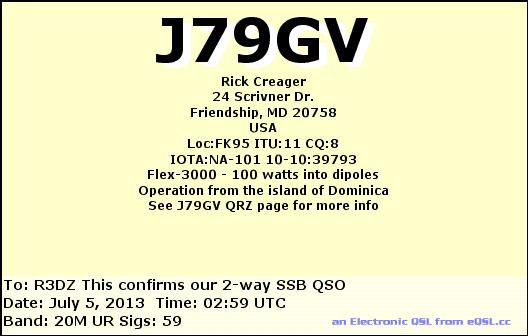 J79GV
Rick Creager
24 Scrivner Dr.
Friendship, MD 20758
USA
Loc:FK95 ITU:11 CQ:8
IOTA:NA-101 10-10:39793
Flex-3000 - 100 watts into dipoles
Operation from the island of Dominica
See J79GV QRZ page for more info
To: R3DZ This confirms our 2-way SSB QSO
Date: July 5, 2013 Time: 02:59 UTC
Band: 20M UR Sigs: 59
an Electronic QSL from eQSL.cc